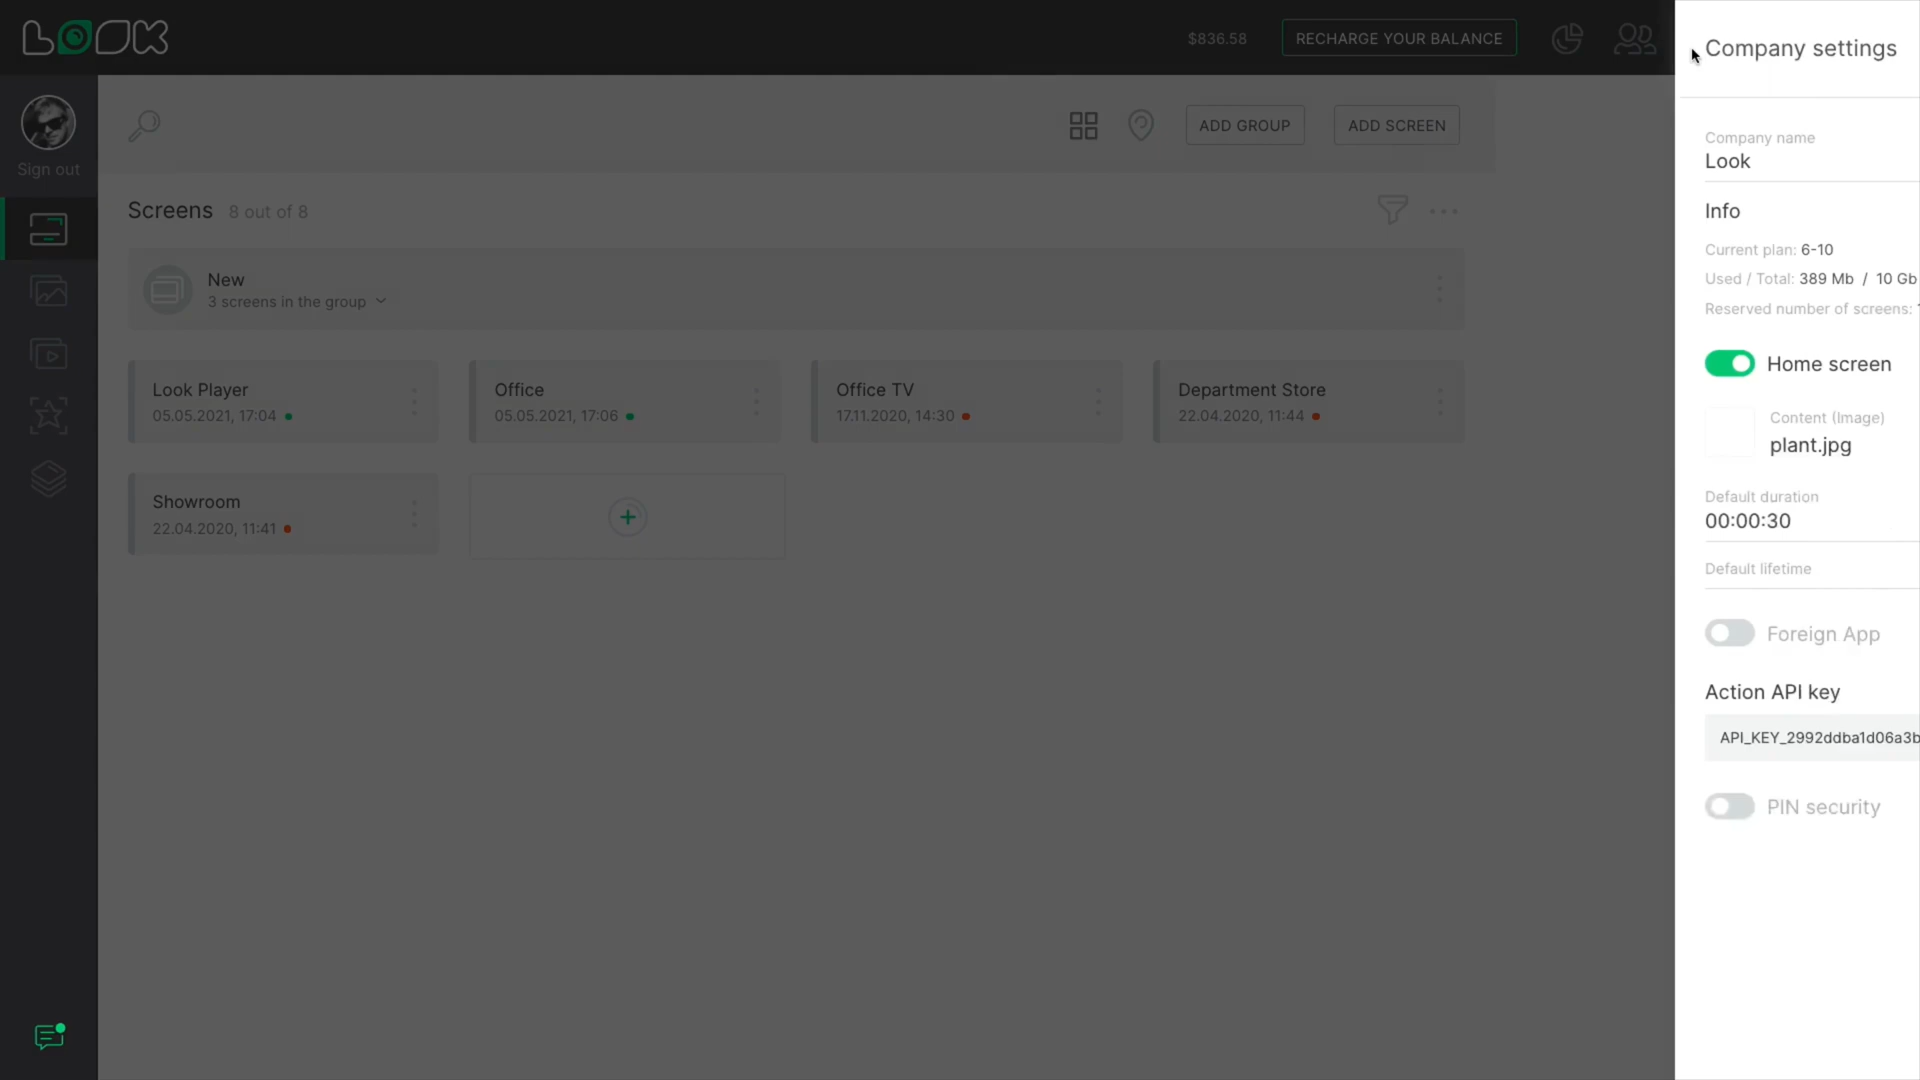 LOOK
$836.58
RECHARGE YOUR BALANCE
Sign out
ADD GROUP
ADD SCREEN
Screens 8 out of 8
New
3 screens in the group
Look Player
05.05.2021, 17:04
Office
05.05.2021, 17:06
Office TV
17.11.2020, 14:30
Department Store
22.04.2020, 11:44
Showroom
22.04.2020, 11:41
Company settings
Company name
Look
Info
Current plan: 6-10
Used / Total: 389 Mb / 10 Gb
Reserved number of screens:
Home screen
Content (Image)
plant.jpg
Default duration
00:00:30
Default lifetime
Foreign App
Action API key
API_KEY_2992ddba1d06a3b
PIN security